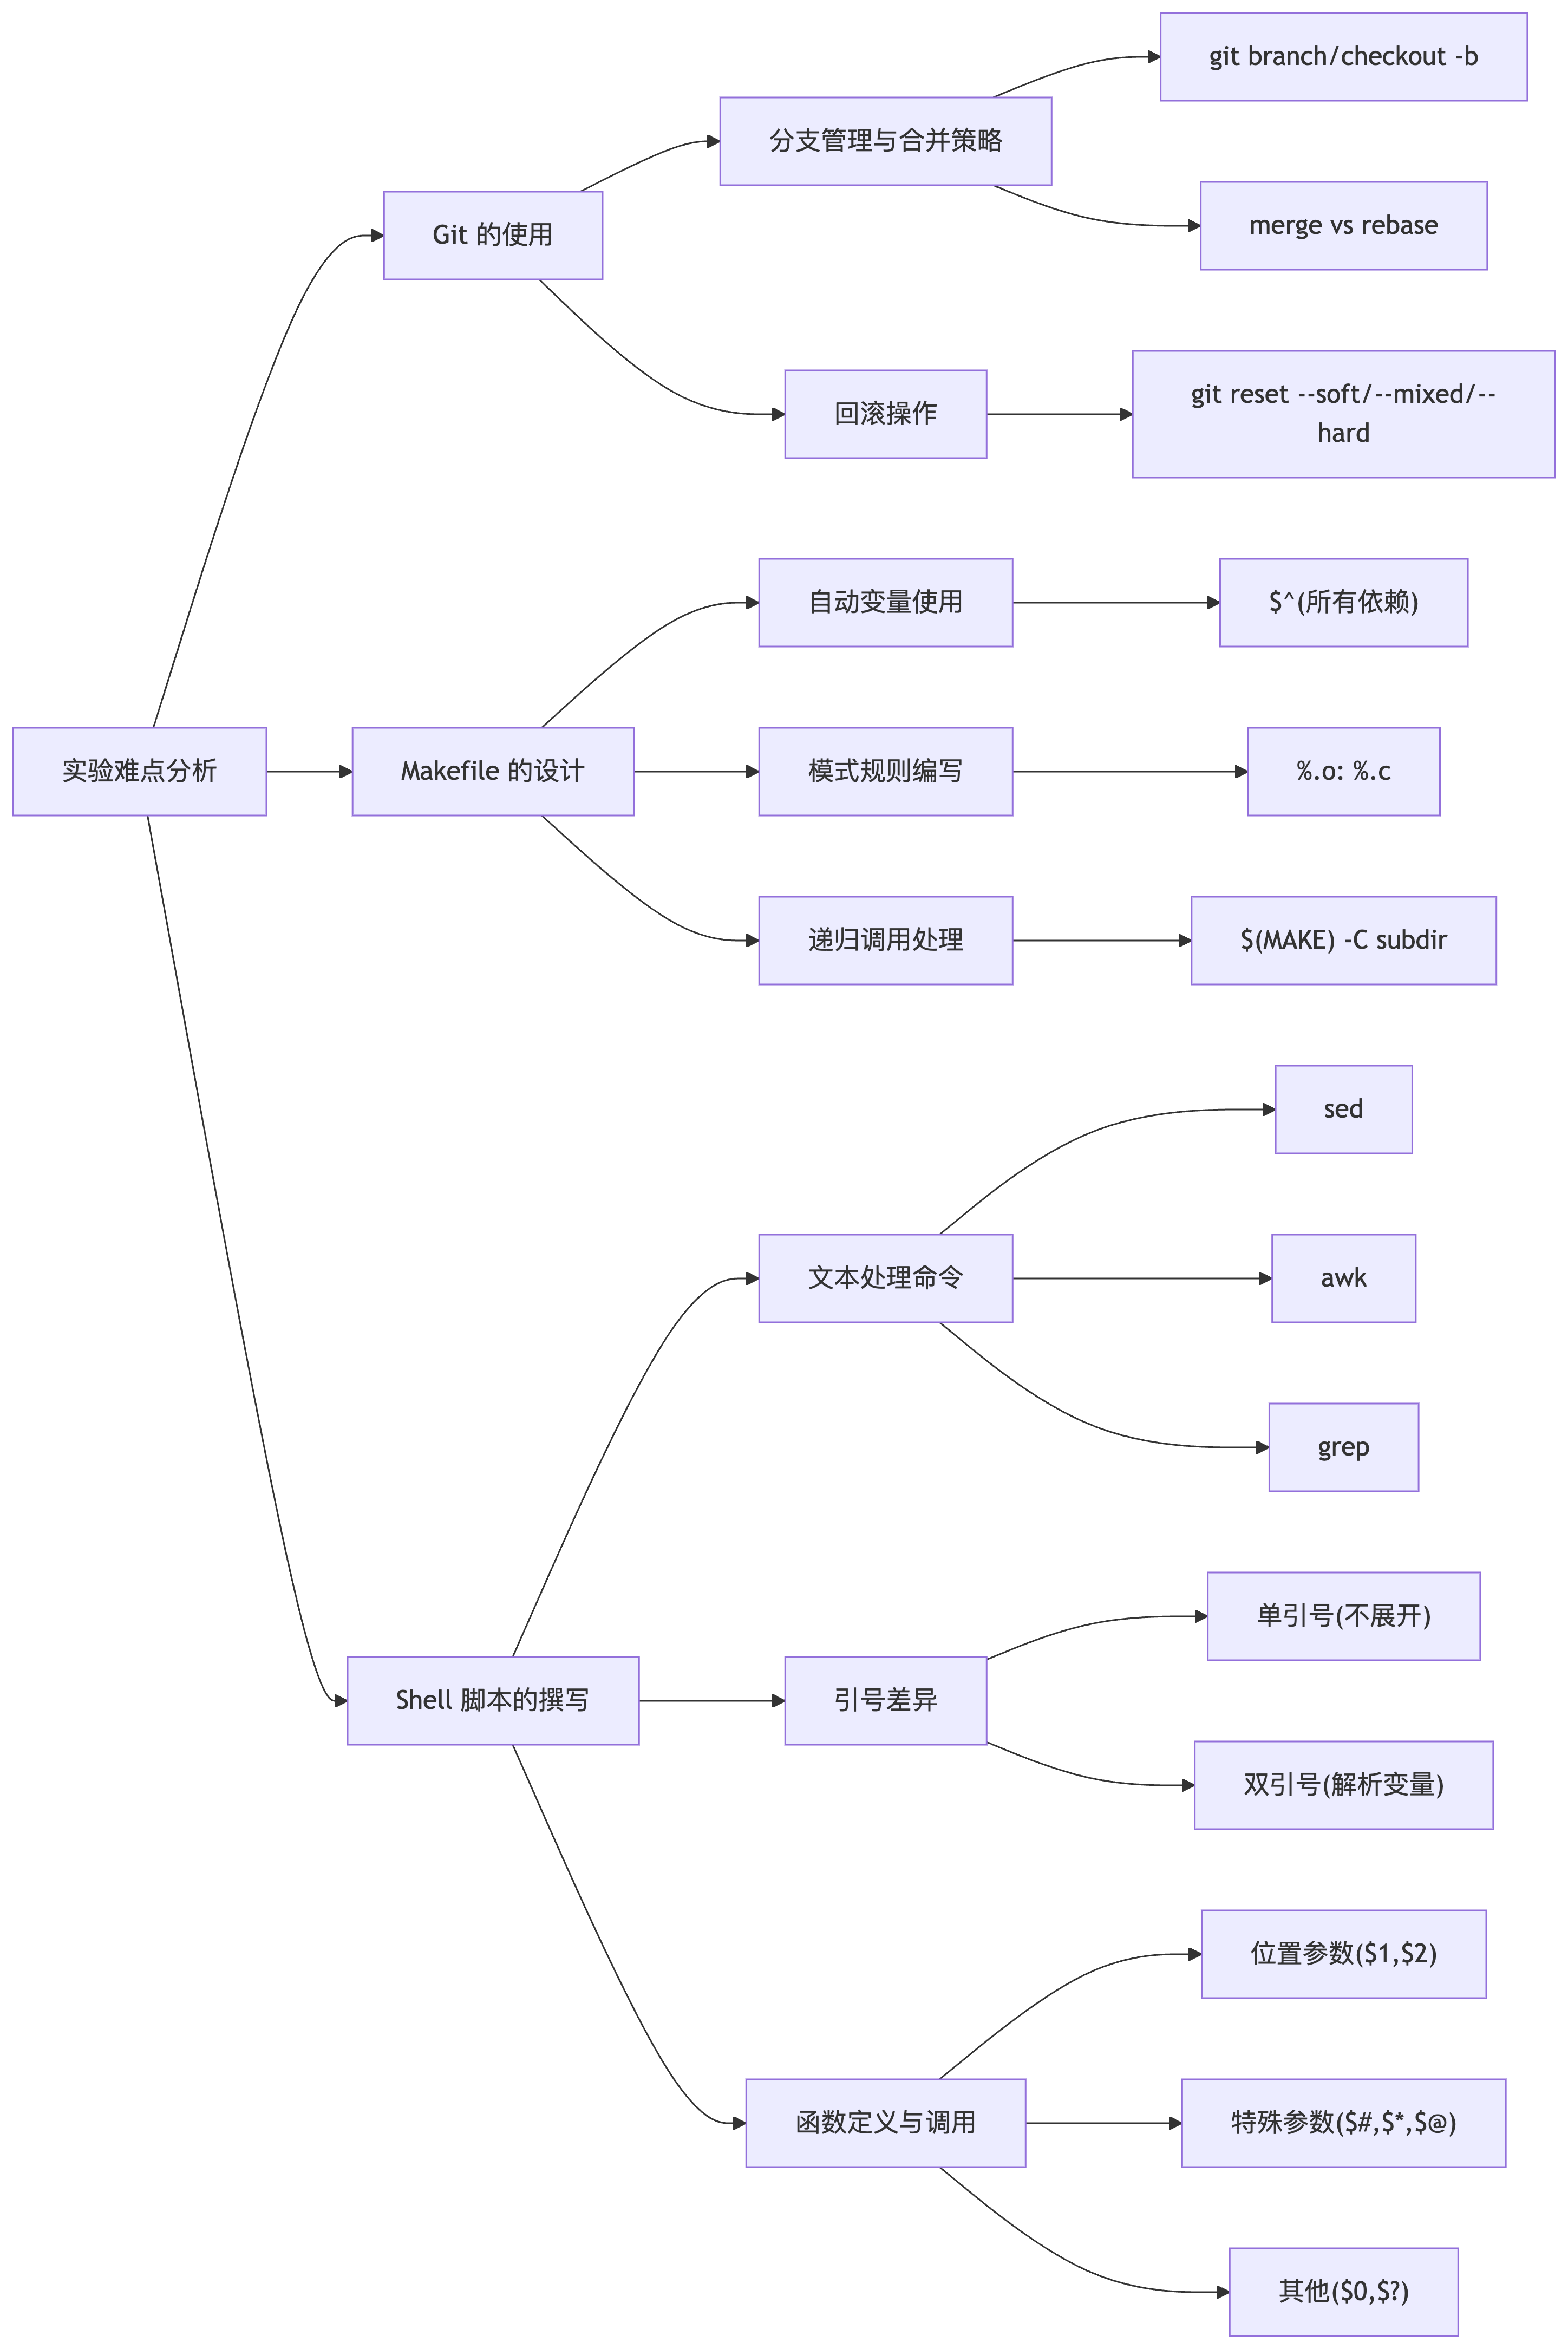 git branch/checkout -b
分支管理与合并策略
merge vs rebase
Git 的使用
回滚操作
git reset --soft/--mixed/--
hard
自动变量使用
$^(所有依赖)
实验难点分析
Makefile 的设计
模式规则编写
%.o: %.c
递归调用处理
$(MAKE) -C subdir
sed
文本处理命令
awk
grep
单引号(不展开)
Shell 脚本的撰写
引号差异
双引号(解析变量)
位置参数($1,$2)
函数定义与调用
特殊参数($#,$*,$@)
其他($0,$?)